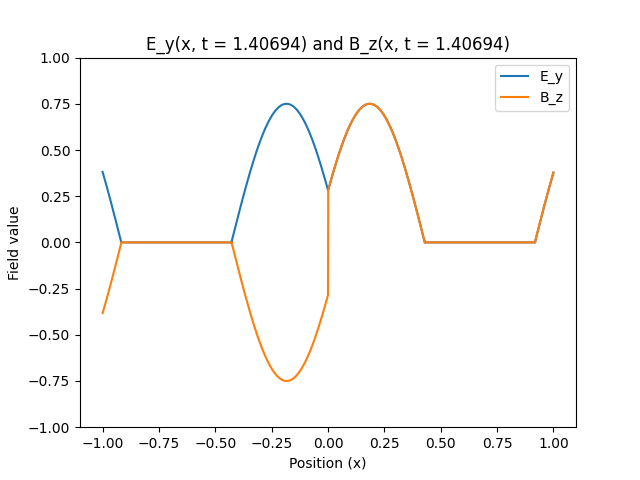 E_y(x, t = 1.40694) and B_z(x, t = 1.40694)
1.00
0.75
0.50
0.25
0.00
−0.25
−0.50
−0.75
−1.00
Field value
E_y
B_z
−1.00 −0.75 −0.50 −0.25 0.00 0.25 0.50 0.75 1.00
Position (x)